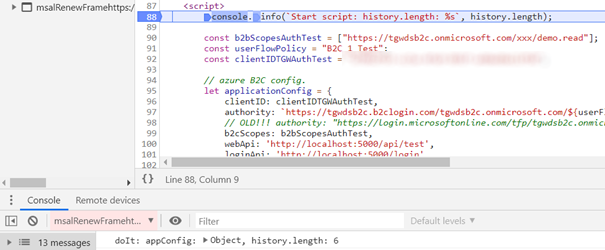 msalRenewFramehttps:/
87 <script>
88 console.info(`Start script: history.length: %s`, history.length);
89
90 const b2bScopesAuthTest = ["https://tgwdsb2c.onmicrosoft.com/xxx/demo.read"];
91 const userFlowPolicy = "B2C_1_Test";
92 const clientIDTGWAuthTest =
93
94 // azure B2C config.
95 let applicationConfig = {
96 clientID: clientIDTGWAuthTest,
97 authority: `https://tgwdsb2c.b2clogin.com/tgwdsb2c.onmicrosoft.com/${userF
98 // OLD!!! authority: "https://login.microsoftonline.com/tfp/tgwdsb2c.onmic
99 b2cScopes: b2bScopesAuthTest,
100 webApi: 'http://localhost:5000/api/test',
101 loginApi: 'http://localhost:5000/login'
{} Line 88, Column 9
Console Remote devices
msalRenewFrameht... Filter Default levels
13 messages doIt: appConfig: Object, history.length: 6